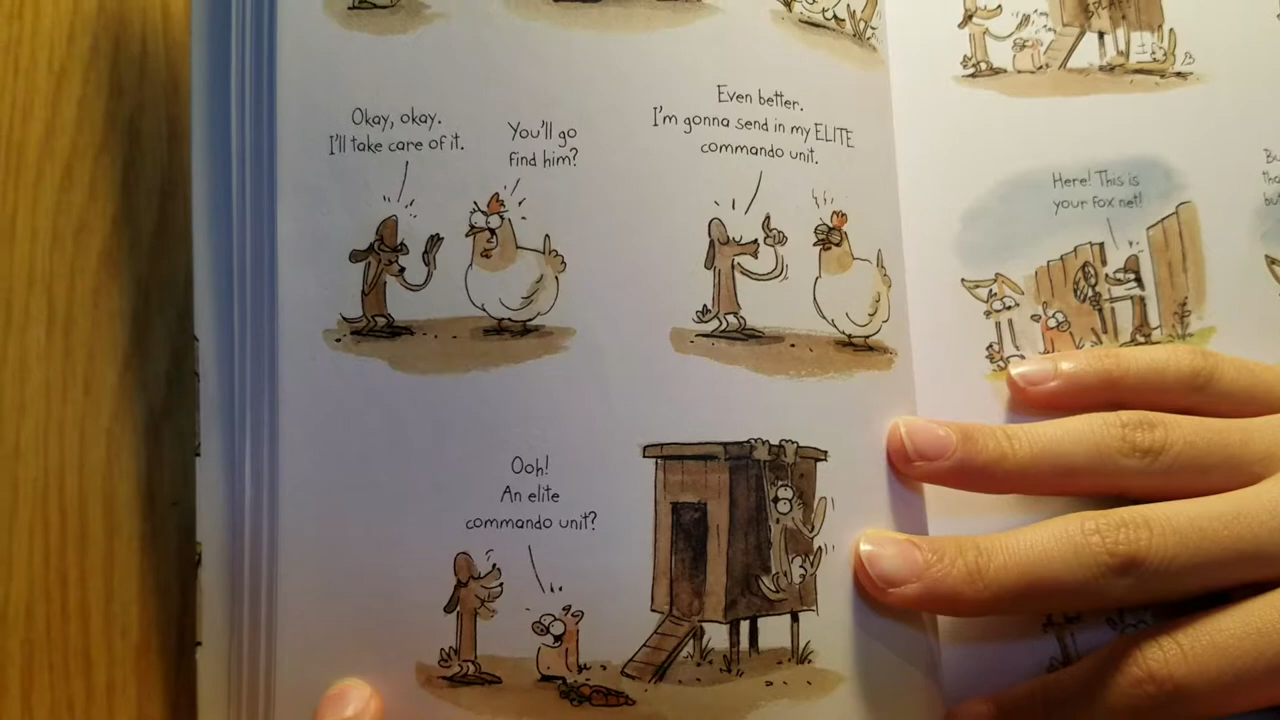 SPLAF!
Okay, okay.
I'll take care of it.
You'll go
find him?
Even better.
I'm gonna send in my ELITE
commando unit.
Ooh!
An elite
commando unit?
Here! This is
your fox net!